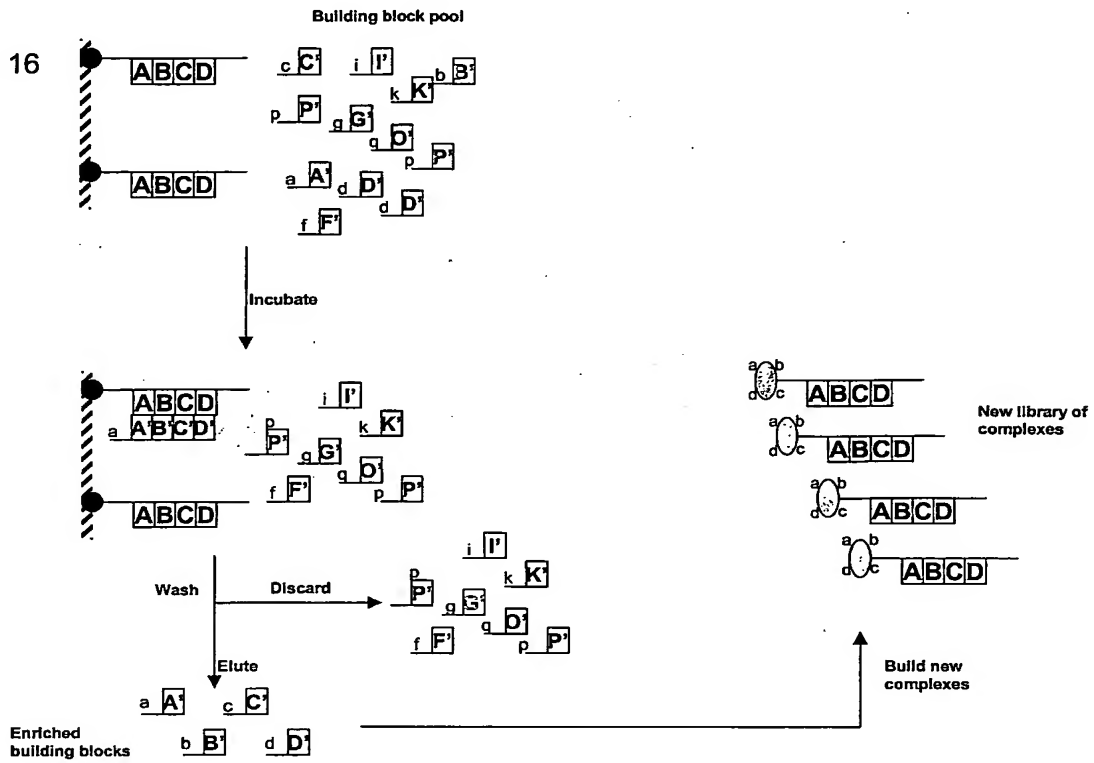 Building block pool
16
ABCD
c C'
i I'
b B'
k K'
p P'
g G'
q O'
p P'
ABCD
a A'
d D'
d D'
f F'
Incubate
ABCD
a A'B'C'D'
i I'
k K'
p P'
g G'
q O'
f F'
p P'
ABCD
a b
d c
ABCD
a b
d c
ABCD
a b
d c
ABCD
a b
d c
ABCD
New library of
complexes
Wash
Discard
i I'
k K'
p P'
g G'
q O'
f F'
p P'
Elute
a A'
c C'
b B'
d D'
Enriched
building blocks
Build new
complexes